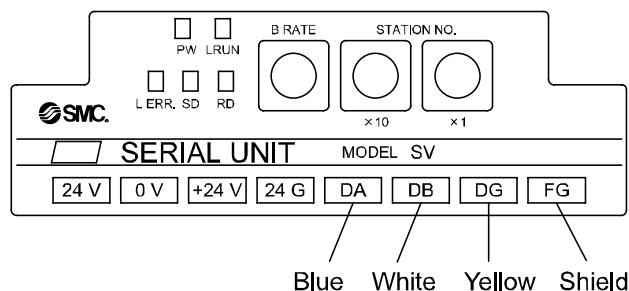 B RATE STATION NO.
PW LRUN
L ERR. SD RD
×10 ×1
SMC.
SERIAL UNIT MODEL SV
24 V 0 V +24 V 24 G DA DB DG FG
Blue White Yellow Shield